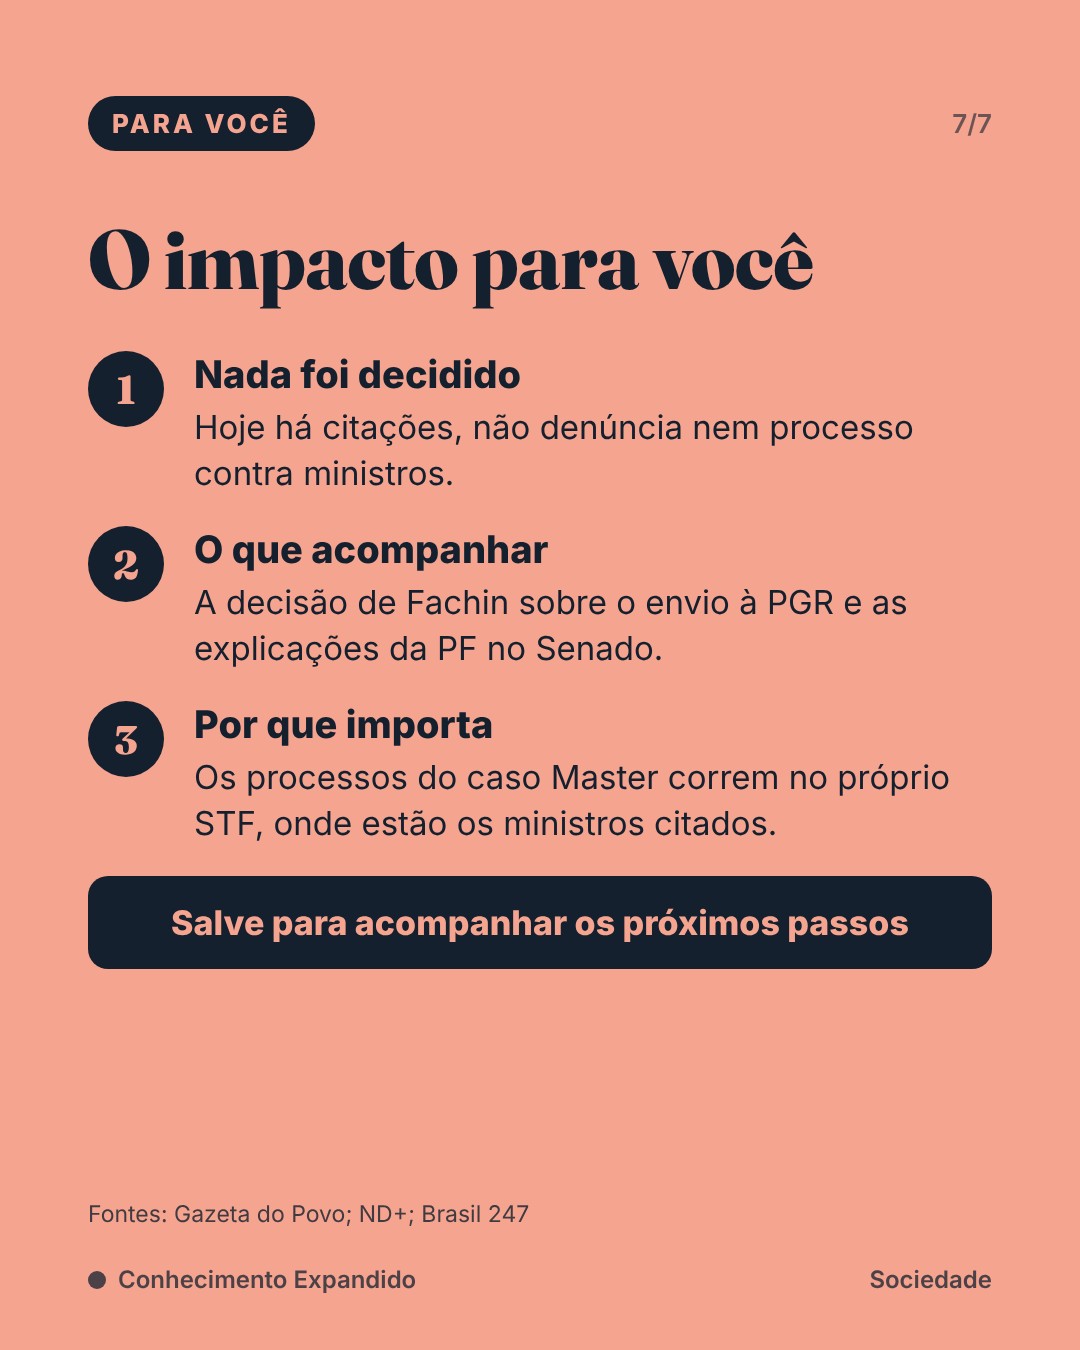 PARA VOCÊ
7/7
O impacto para você
1
Nada foi decidido
Hoje há citações, não denúncia nem processo
contra ministros.
2
O que acompanhar
A decisão de Fachin sobre o envio à PGR e as
explicações da PF no Senado.
3
Por que importa
Os processos do caso Master correm no próprio
STF, onde estão os ministros citados.
Salve para acompanhar os próximos passos
Fontes: Gazeta do Povo; ND+; Brasil 247
Conhecimento Expandido
Sociedade